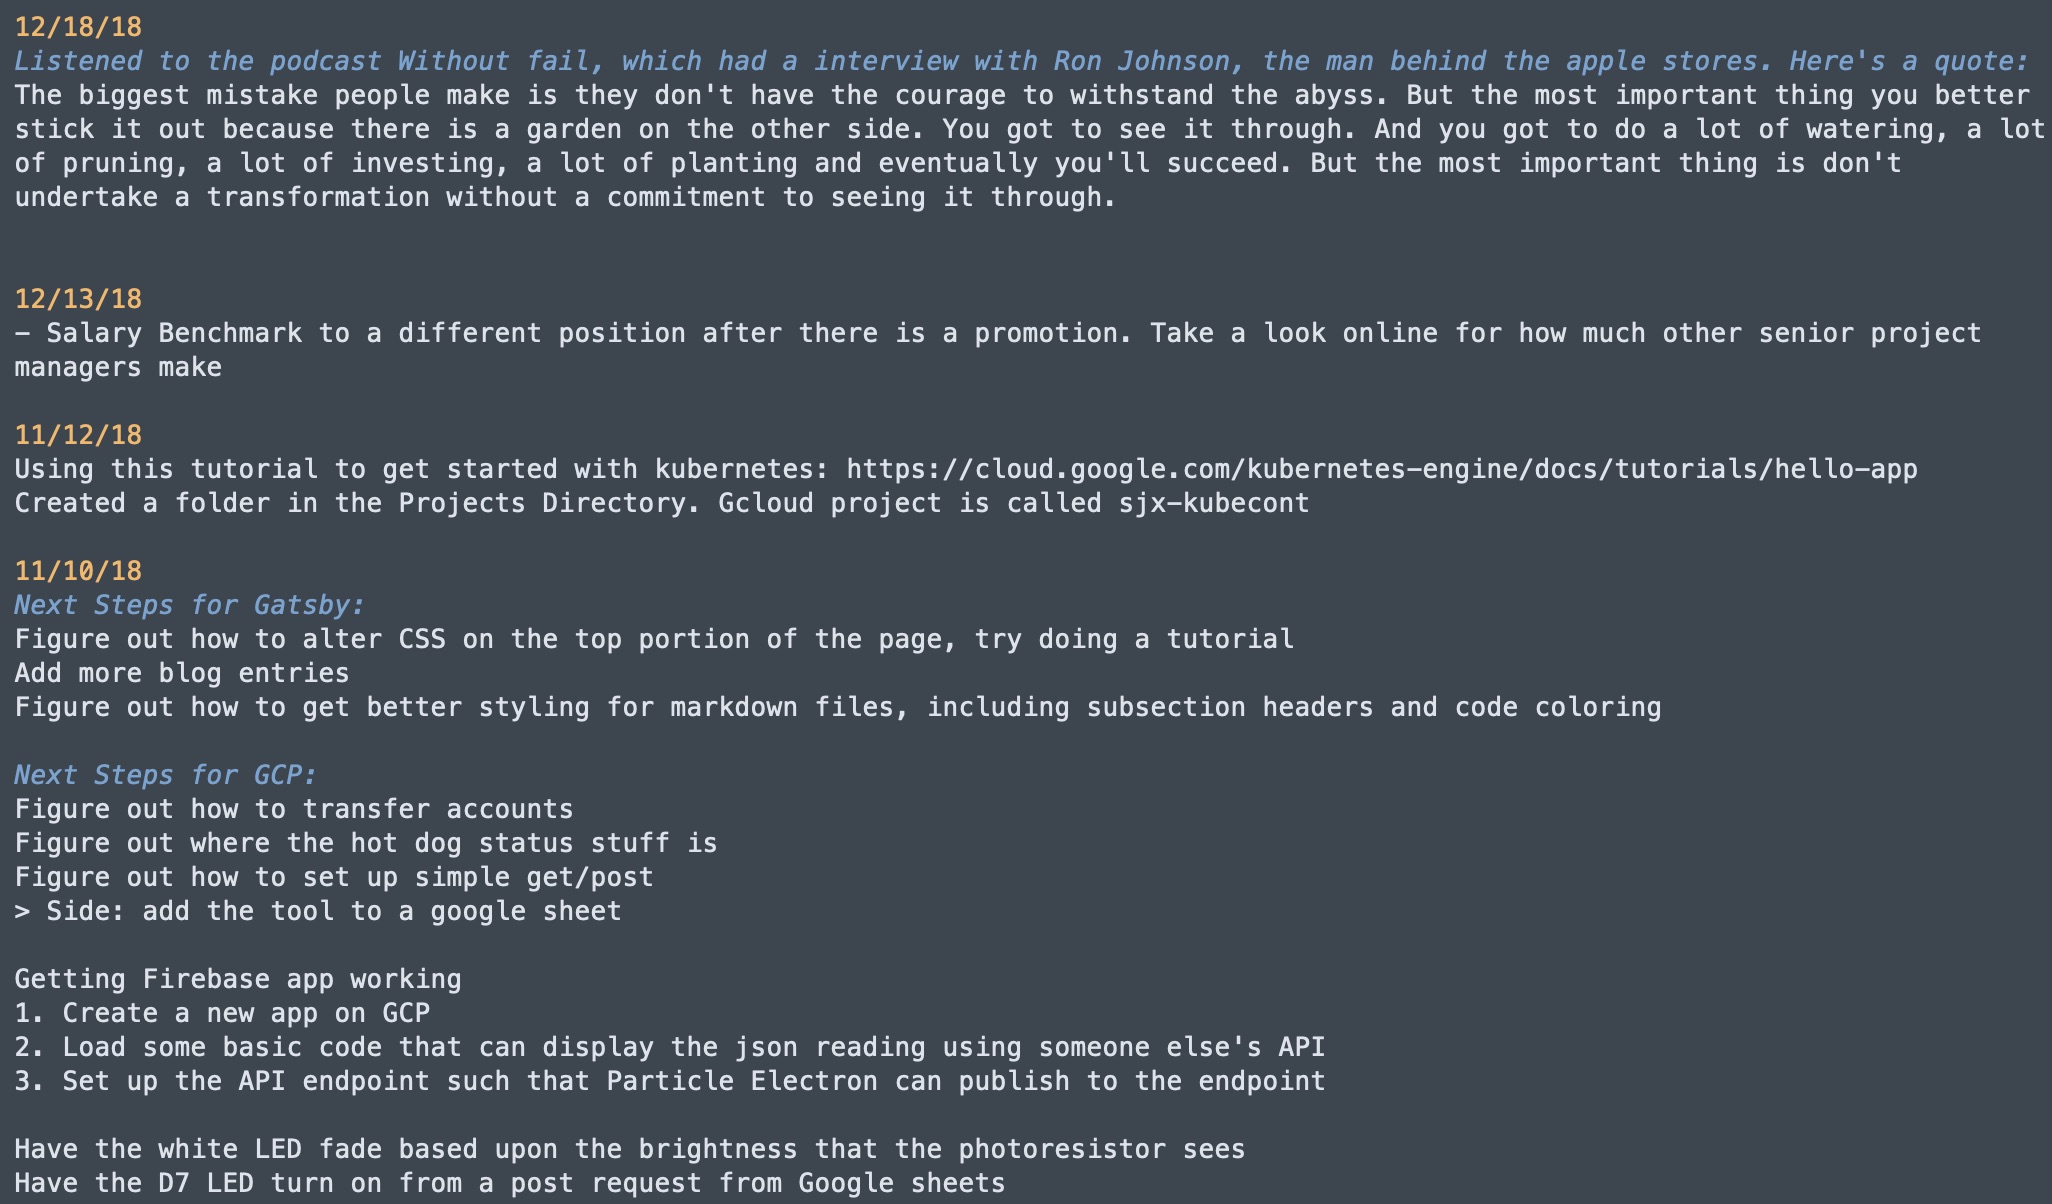 12/18/18
Listened to the podcast Without fail, which had a interview with Ron Johnson, the man behind the apple stores. Here's a quote:
The biggest mistake people make is they don't have the courage to withstand the abyss. But the most important thing you better
stick it out because there is a garden on the other side. You got to see it through. And you got to do a lot of watering, a lot
of pruning, a lot of investing, a lot of planting and eventually you'll succeed. But the most important thing is don't
undertake a transformation without a commitment to seeing it through.
12/13/18
- Salary Benchmark to a different position after there is a promotion. Take a look online for how much other senior project
managers make
11/12/18
Using this tutorial to get started with kubernetes: https://cloud.google.com/kubernetes-engine/docs/tutorials/hello-app
Created a folder in the Projects Directory. Gcloud project is called sjx-kubecont
11/10/18
Next Steps for Gatsby:
Figure out how to alter CSS on the top portion of the page, try doing a tutorial
Add more blog entries
Figure out how to get better styling for markdown files, including subsection headers and code coloring
Next Steps for GCP:
Figure out how to transfer accounts
Figure out where the hot dog status stuff is
Figure out how to set up simple get/post
> Side: add the tool to a google sheet
Getting Firebase app working
1. Create a new app on GCP
2. Load some basic code that can display the json reading using someone else's API
3. Set up the API endpoint such that Particle Electron can publish to the endpoint
Have the white LED fade based upon the brightness that the photoresistor sees
Have the D7 LED turn on from a post request from Google sheets